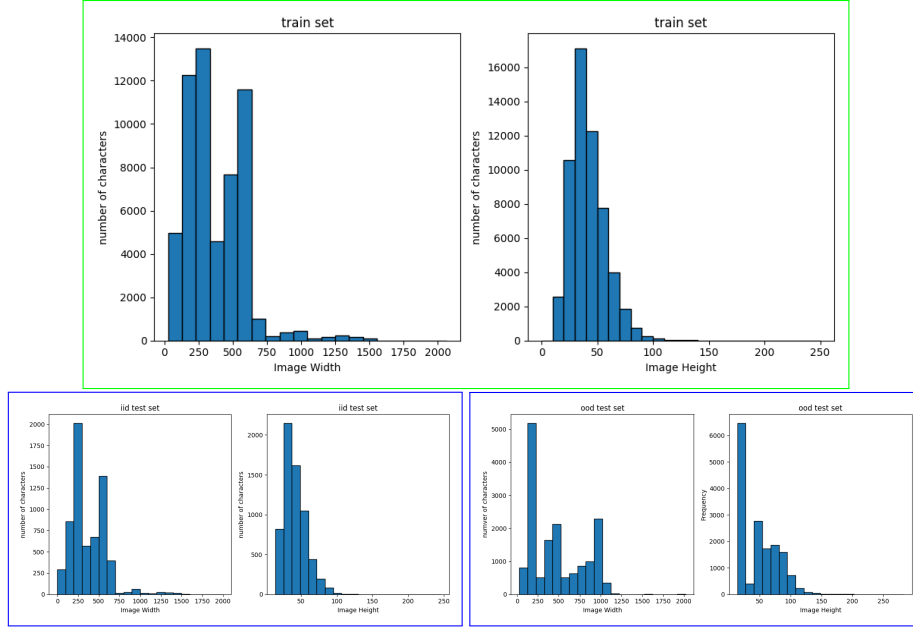 train set
14000
12000
10000
8000
6000
4000
2000
0
number of characters
0 250 500 750 1000 1250 1500 1750 2000
Image Width
train set
16000
14000
12000
10000
8000
6000
4000
2000
0
number of characters
0 50 100 150 200 250
Image Height
iid test set
2000
1750
1500
1250
1000
750
500
250
0
number of characters
0 250 500 750 1000 1250 1500 1750 2000
Image Width
iid test set
2000
1500
1000
500
0
number of characters
50 100 150 200 250
Image Height
ood test set
5000
4000
3000
2000
1000
0
numver of characters
0 250 500 750 1000 1250 1500 1750 2000
Image Width
ood test set
6000
5000
4000
3000
2000
1000
0
Frequency
50 100 150 200 250
Image Height